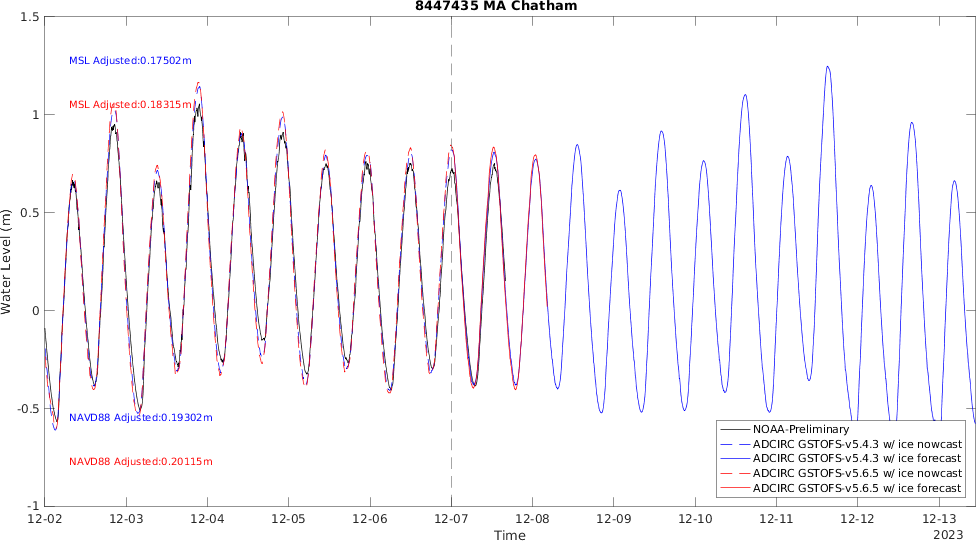 8447435 MA Chatham
1.5
MSL Adjusted:0.17502m
MSL Adjusted:0.18315m
1
0.5
Water Level (m)
0
-0.5
NAVD88 Adjusted:0.19302m
NAVD88 Adjusted:0.20115m
NOAA-Preliminary
ADCIRC GSTOFS-v5.4.3 w/ ice nowcast
ADCIRC GSTOFS-v5.4.3 w/ ice forecast
ADCIRC GSTOFS-v5.6.5 w/ ice nowcast
ADCIRC GSTOFS-v5.6.5 w/ ice forecast
-1
12-02 12-03 12-04 12-05 12-06 12-07 12-08 12-09 12-10 12-11 12-12 12-13
Time
2023